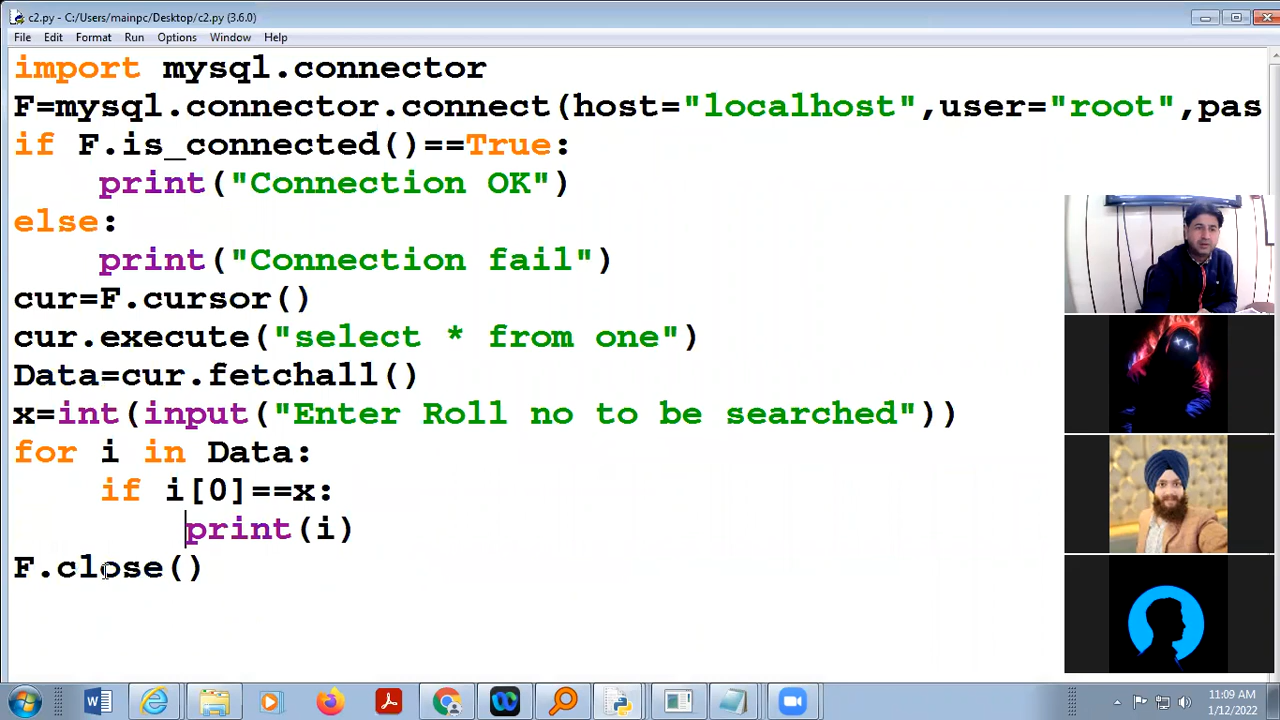 c2.py - C:/Users/mainpc/Desktop/c2.py (3.6.0)
File Edit Format Run Options Window Help
import mysql.connector
F=mysql.connector.connect(host="localhost",user="root",pas
if F.is_connected()==True:
    print("Connection OK")
else:
    print("Connection fail")
cur=F.cursor()
cur.execute("select * from one")
Data=cur.fetchall()
x=int(input("Enter Roll no to be searched"))
for i in Data:
    if i[0]==x:
        print(i)
F.close()
11:09 AM
1/12/2022